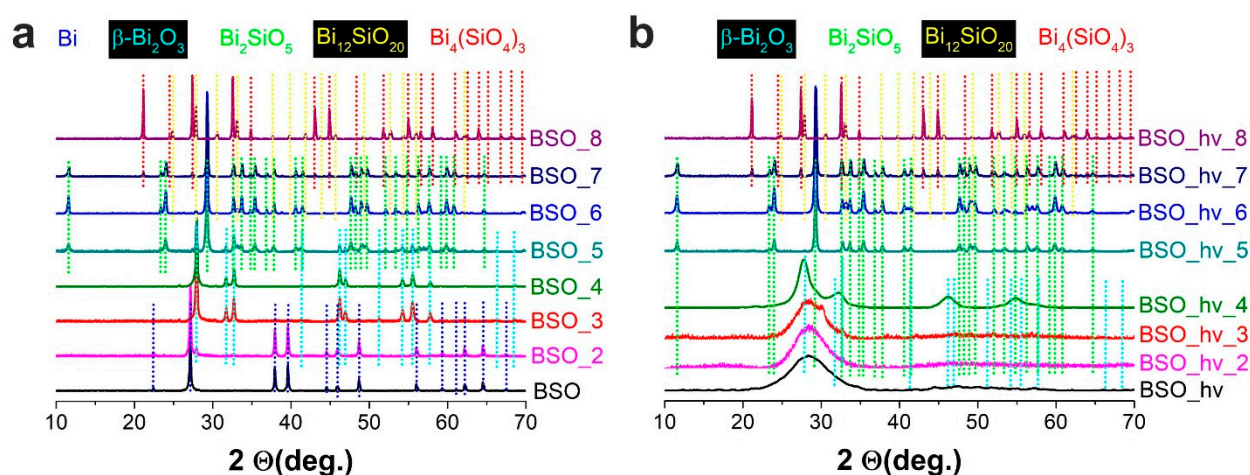 a
Bi β-Bi₂O₃ Bi₂SiO₅ Bi₁₂SiO₂₀ Bi₄(SiO₄)₃
BSO_8
BSO_7
BSO_6
BSO_5
BSO_4
BSO_3
BSO_2
BSO
10 20 30 40 50 60 70
2 Θ(deg.)
b
β-Bi₂O₃ Bi₂SiO₅ Bi₁₂SiO₂₀ Bi₄(SiO₄)₃
BSO_hv_8
BSO_hv_7
BSO_hv_6
BSO_hv_5
BSO_hv_4
BSO_hv_3
BSO_hv_2
BSO_hv
10 20 30 40 50 60 70
2 Θ(deg.)